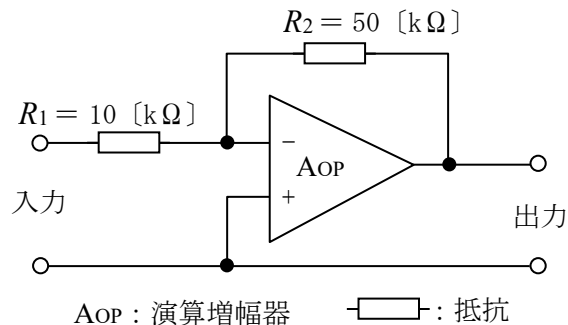 R2 = 50 〔kΩ〕
R1 = 10 〔kΩ〕
−
AOP
+
入力
出力
AOP : 演算増幅器
: 抵抗